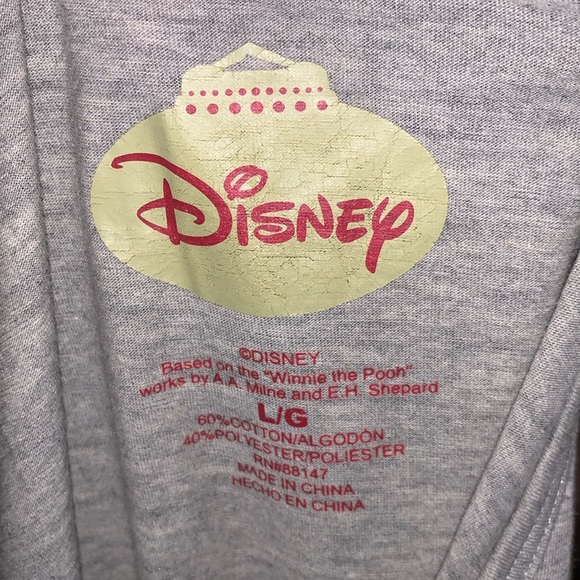 Disney
©DISNEY
Based on the "Winnie the Pooh"
works by A.A. Milne and E.H. Shepard
L/G
60%COTTON/ALGODÓN
40%POLYESTER/POLIÉSTER
RN#88147
MADE IN CHINA
HECHO EN CHINA